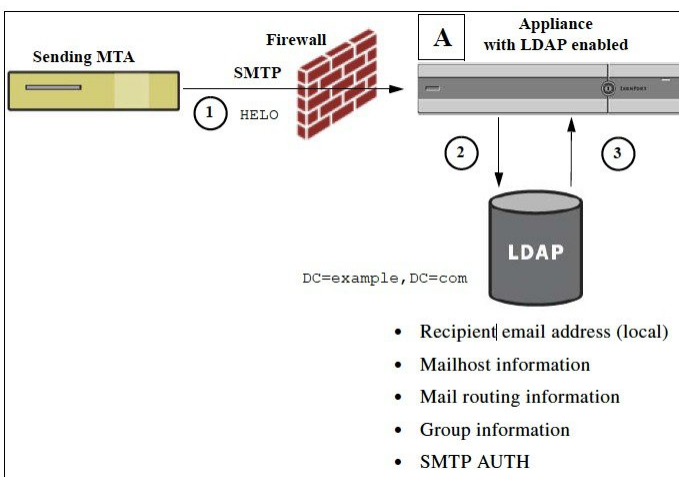 Sending MTA
Firewall
SMTP
1
HELO
A
Appliance
with LDAP enabled
IRONPORT
2
3
LDAP
DC=example,DC=com
• Recipient email address (local)
• Mailhost information
• Mail routing information
• Group information
• SMTP AUTH